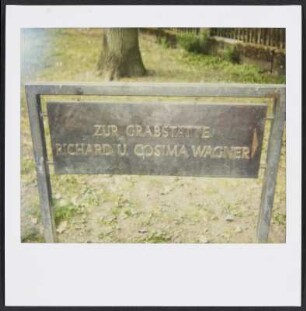 ZUR GRABSTÄTTE
RICHARD U. COSIMA WAGNER